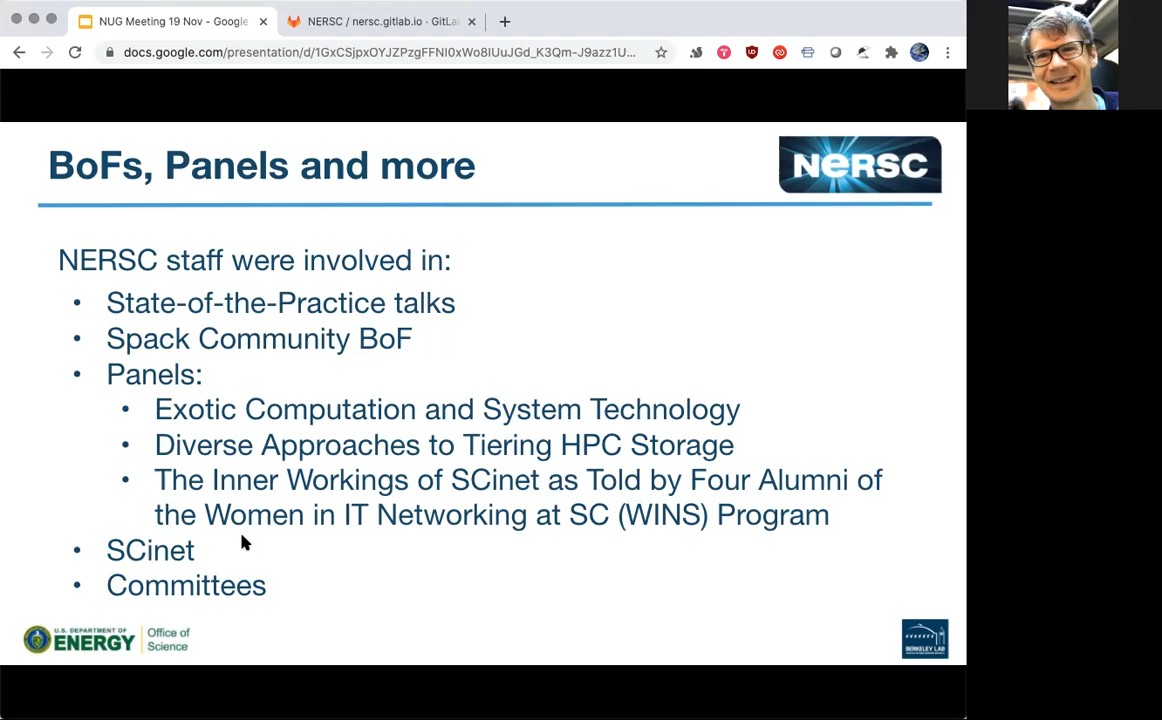 NUG Meeting 19 Nov - Google
NERSC / nersc.gitlab.io · GitLa
docs.google.com/presentation/d/1GxCSjpxOYJZPzgFFNI0xWo8IUuJGd_K3Qm-J9azz1U...
BoFs, Panels and more
NERSC
NERSC staff were involved in:
• State-of-the-Practice talks
• Spack Community BoF
• Panels:
• Exotic Computation and System Technology
• Diverse Approaches to Tiering HPC Storage
• The Inner Workings of SCinet as Told by Four Alumni of
the Women in IT Networking at SC (WINS) Program
• SCinet
• Committees
U.S. DEPARTMENT OF
ENERGY
Office of
Science
BERKELEY LAB